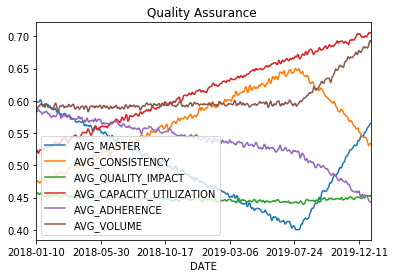 Quality Assurance
0.70
0.65
0.60
0.55
0.50
0.45
0.40
AVG_MASTER
AVG_CONSISTENCY
AVG_QUALITY_IMPACT
AVG_CAPACITY_UTILIZATION
AVG_ADHERENCE
AVG_VOLUME
2018-01-10 2018-05-30 2018-10-17 2019-03-06 2019-07-24 2019-12-11
DATE